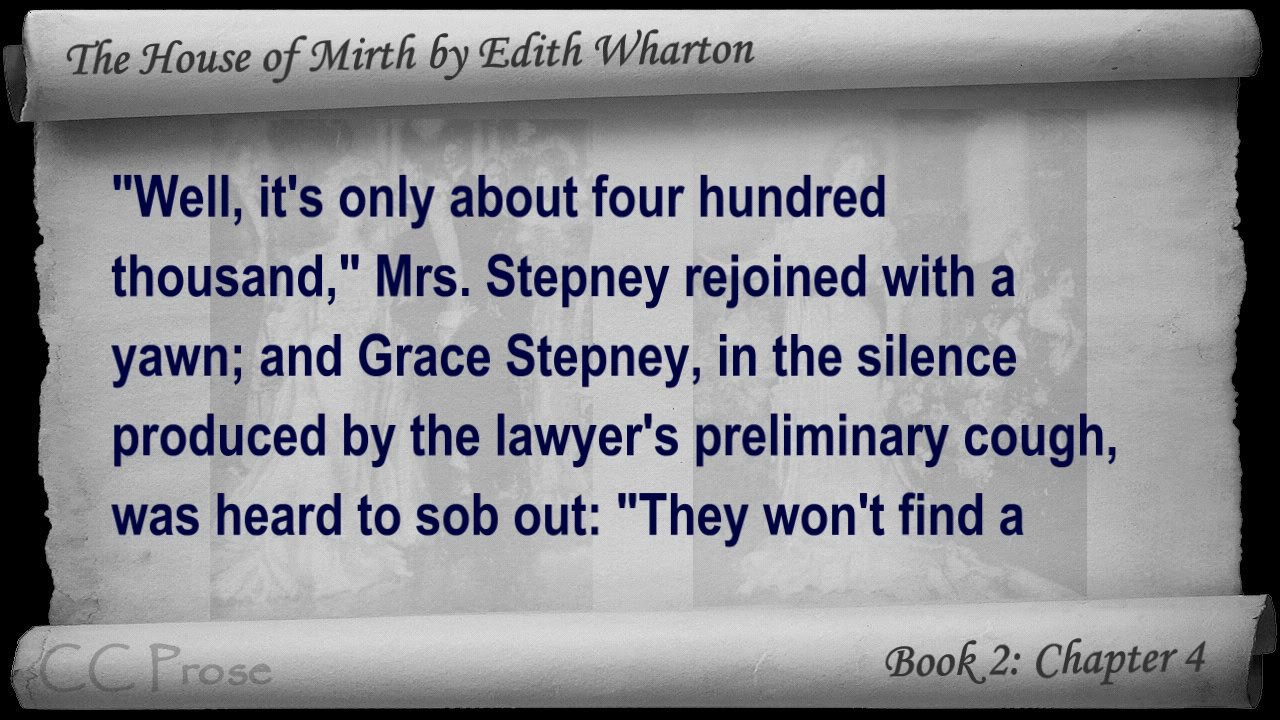 The House of Mirth by Edith Wharton
"Well, it's only about four hundred
thousand," Mrs. Stepney rejoined with a
yawn; and Grace Stepney, in the silence
produced by the lawyer's preliminary cough,
was heard to sob out: "They won't find a
CC Prose
Book 2: Chapter 4